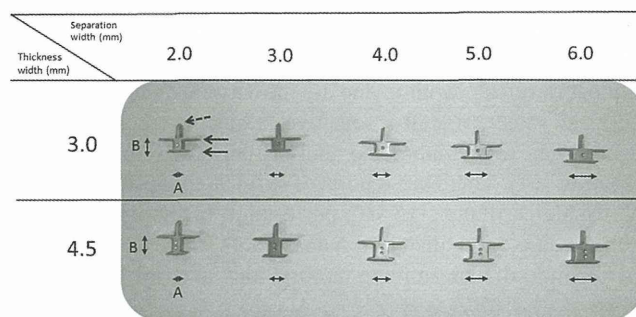 Separation
width (mm)
Thickness
width (mm)
2.0 3.0 4.0 5.0 6.0
3.0
B
A
4.5
B
A